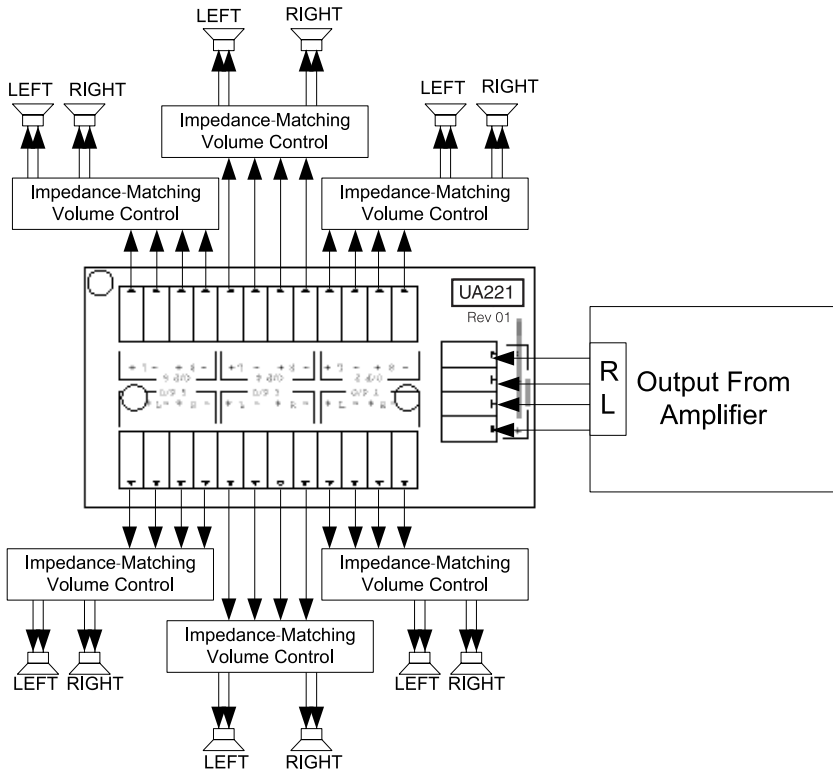 LEFT
RIGHT
LEFT
RIGHT
Impedance-Matching
Volume Control
LEFT
RIGHT
Impedance-Matching
Volume Control
Impedance-Matching
Volume Control
UA221
Rev 01
R
L
Output From
Amplifier
Impedance-Matching
Volume Control
Impedance-Matching
Volume Control
Impedance-Matching
Volume Control
LEFT
RIGHT
LEFT
RIGHT
LEFT
RIGHT